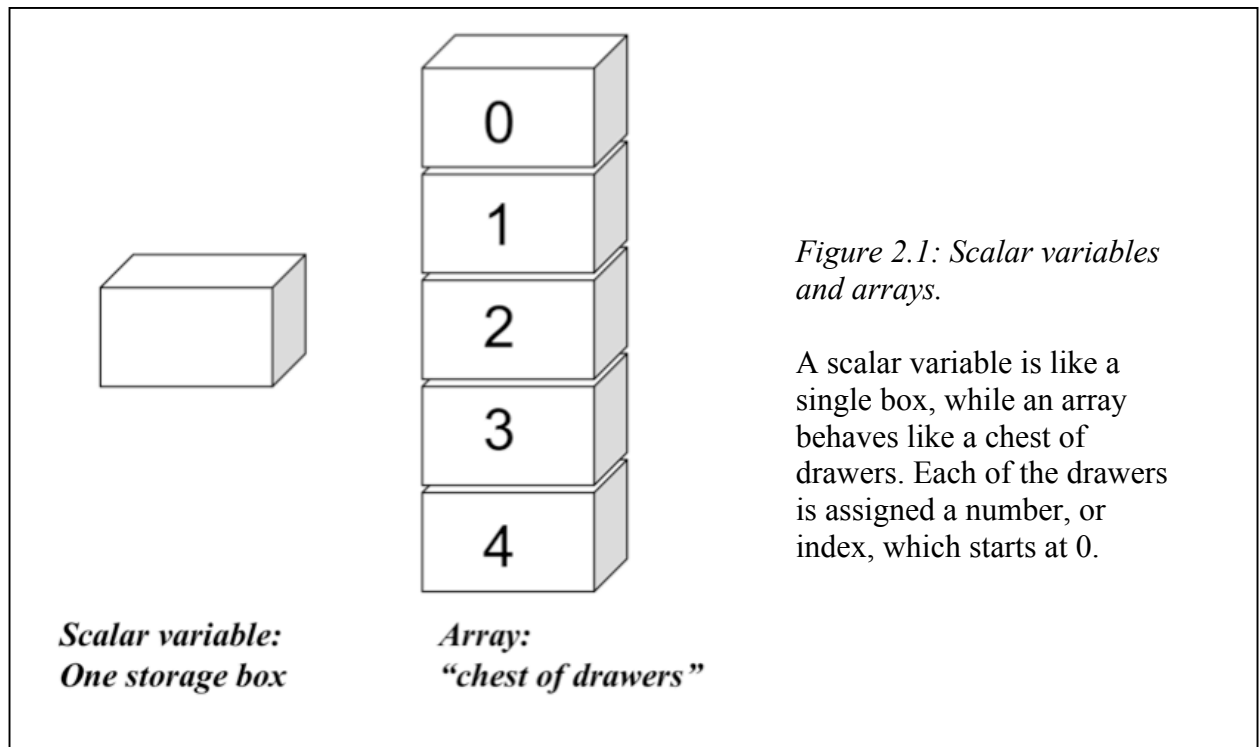 0
1
2
3
4
Scalar variable:
One storage box
Array:
“chest of drawers”
Figure 2.1: Scalar variables
and arrays.
A scalar variable is like a
single box, while an array
behaves like a chest of
drawers. Each of the drawers
is assigned a number, or
index, which starts at 0.